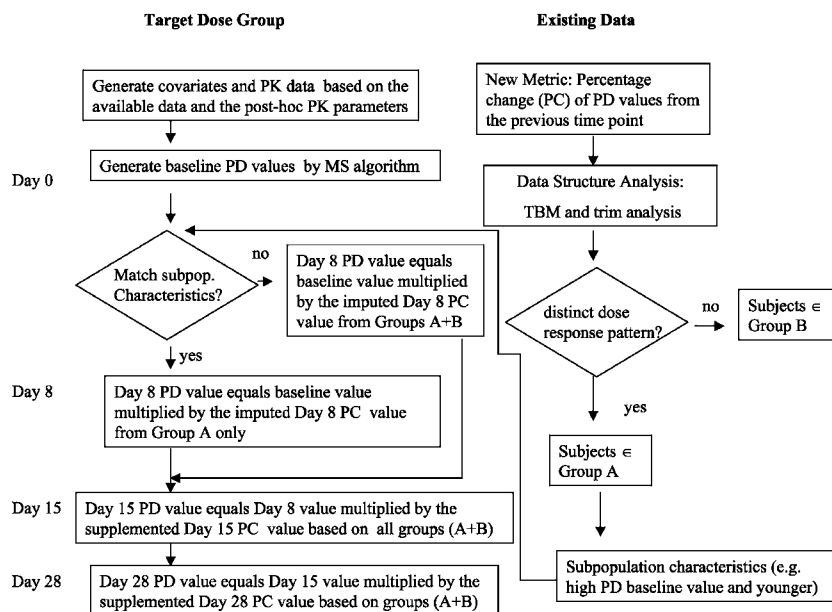 Target Dose Group
Existing Data
Generate covariates and PK data based on the
available data and the post-hoc PK parameters
New Metric: Percentage
change (PC) of PD values from
the previous time point
Day 0
Generate baseline PD values by MS algorithm
Data Structure Analysis:
TBM and trim analysis
Match subpop.
Characteristics?
no
Day 8 PD value equals
baseline value multiplied
by the imputed Day 8 PC
value from Groups A+B
distinct dose
response pattern?
no
Subjects ∈
Group B
yes
Day 8
Day 8 PD value equals baseline value
multiplied by the imputed Day 8 PC value
from Group A only
yes
Subjects ∈
Group A
Day 15
Day 15 PD value equals Day 8 value multiplied by the
supplemented Day 15 PC value based on all groups (A+B)
Day 28
Day 28 PD value equals Day 15 value multiplied by the
supplemented Day 28 PC value based on groups (A+B)
Subpopulation characteristics (e.g.
high PD baseline value and younger)